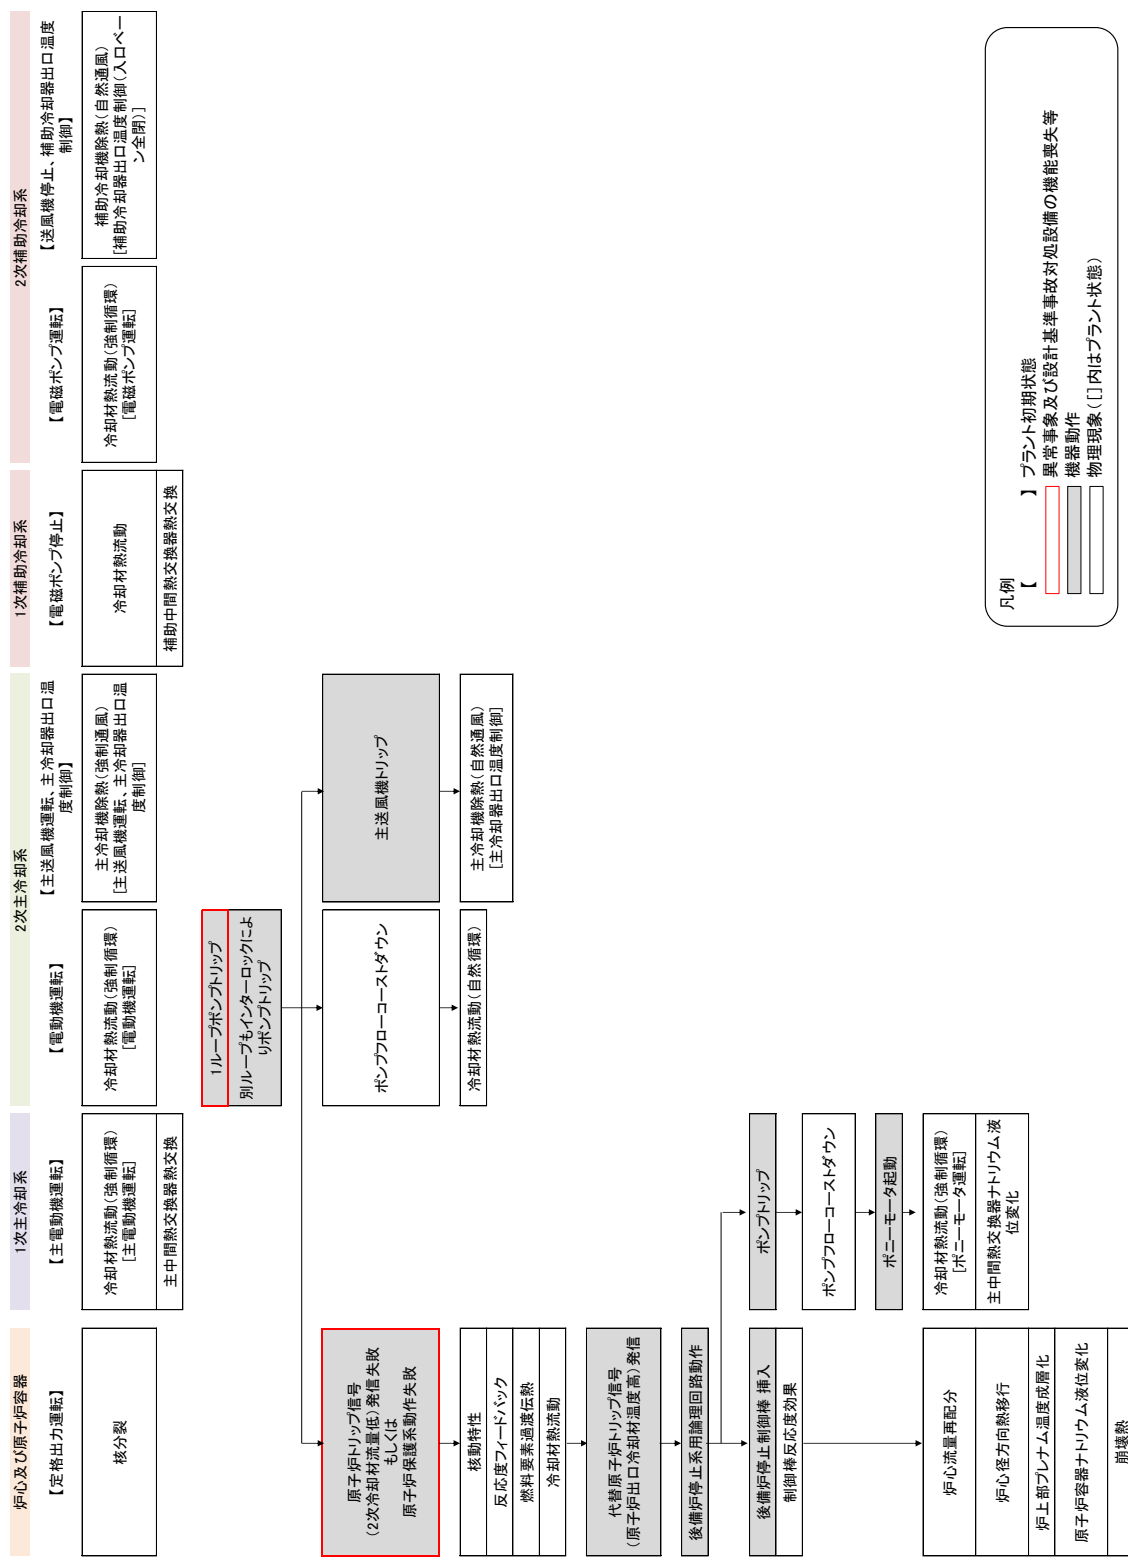 炉心及び原子炉容器
【定格出力運転】
核分裂
原子炉トリップ信号
(2次冷却材流量(低))発信失敗
もしくは
原子炉保護系動作失敗
核動特性
反応度フィードバック
燃料要素過渡伝熱
冷却材熱流動
代替原子炉トリップ信号
(原子炉出口冷却材温度高)発信
後備炉停止系用論理回路動作
後備炉停止制御棒 挿入
制御棒反応度効果
炉心流量再配分
炉心径方向熱移行
炉上部プレナム温度成層化
原子炉容器ナトリウム液位変化
崩壊熱
1次主冷却系
【主電動機運転】
冷却材熱流動(強制循環)
[主電動機運転]
主中間熱交換器熱交換
ポンプトリップ
ポンプフローコーストダウン
ポニーモータ起動
冷却材熱流動(強制循環)
[ポニーモータ運転]
主中間熱交換器ナトリウム液
位変化
2次主冷却系
【電動機運転】
冷却材熱流動(強制循環)
[電動機運転]
1ループポンプトリップ
別ループもインターロックによ
りポンプトリップ
ポンプフローコーストダウン
冷却材熱流動(自然循環)
【主送風機運転、主冷却器出口温
度制御】
主冷却機除熱(強制通風)
[主送風機運転、主冷却器出口温
度制御]
主送風機トリップ
主冷却機除熱(自然通風)
[主冷却器出口温度制御]
1次補助冷却系
【電磁ポンプ停止】
冷却材熱流動
補助中間熱交換器熱交換
2次補助冷却系
【電磁ポンプ運転】
冷却材熱流動(強制循環)
[電磁ポンプ運転]
【送風機停止、補助冷却器出口温度
制御】
補助冷却機除熱(自然通風)
[補助冷却器出口温度制御(入口ベー
ン全閉)]
凡例
【 】 プラント初期状態
異常事象及び設計基準事故対処設備の機能喪失等
機器動作
物理現象([ ]内はプラント状態)